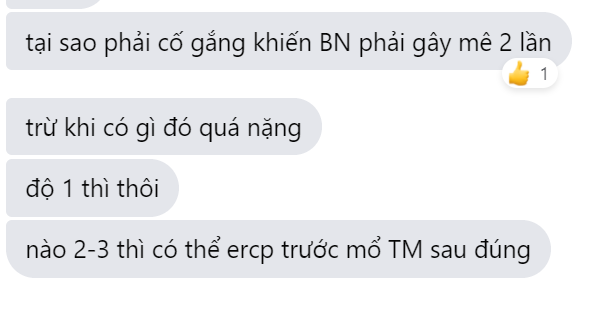 tại sao phải cố gắng khiến BN phải gây mê 2 lần
1
trừ khi có gì đó quá nặng
độ 1 thì thôi
nào 2-3 thì có thể ercp trước mổ TM sau đúng